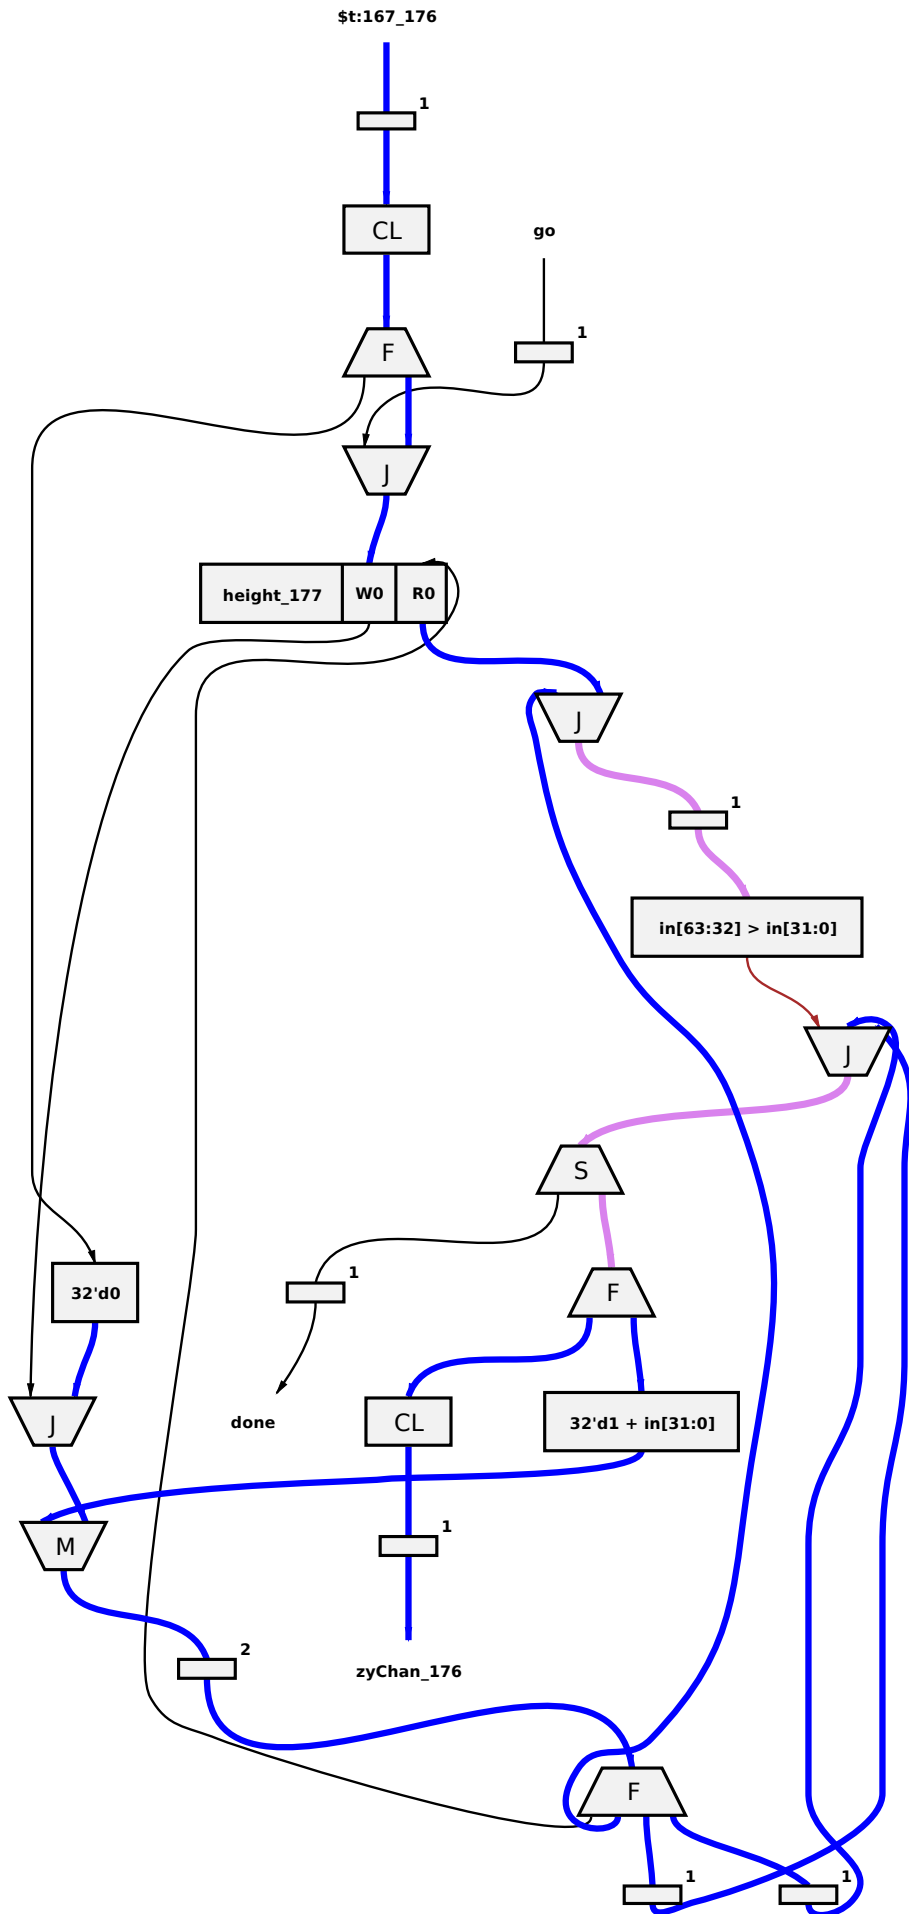 $t:167_176
1
CL
go
1
F
J
height_177 W0 R0
J
1
in[63:32] > in[31:0]
J
S
1
32'd0
F
done
CL
32'd1 + in[31:0]
J
1
M
2
zyChan_176
F
1
1